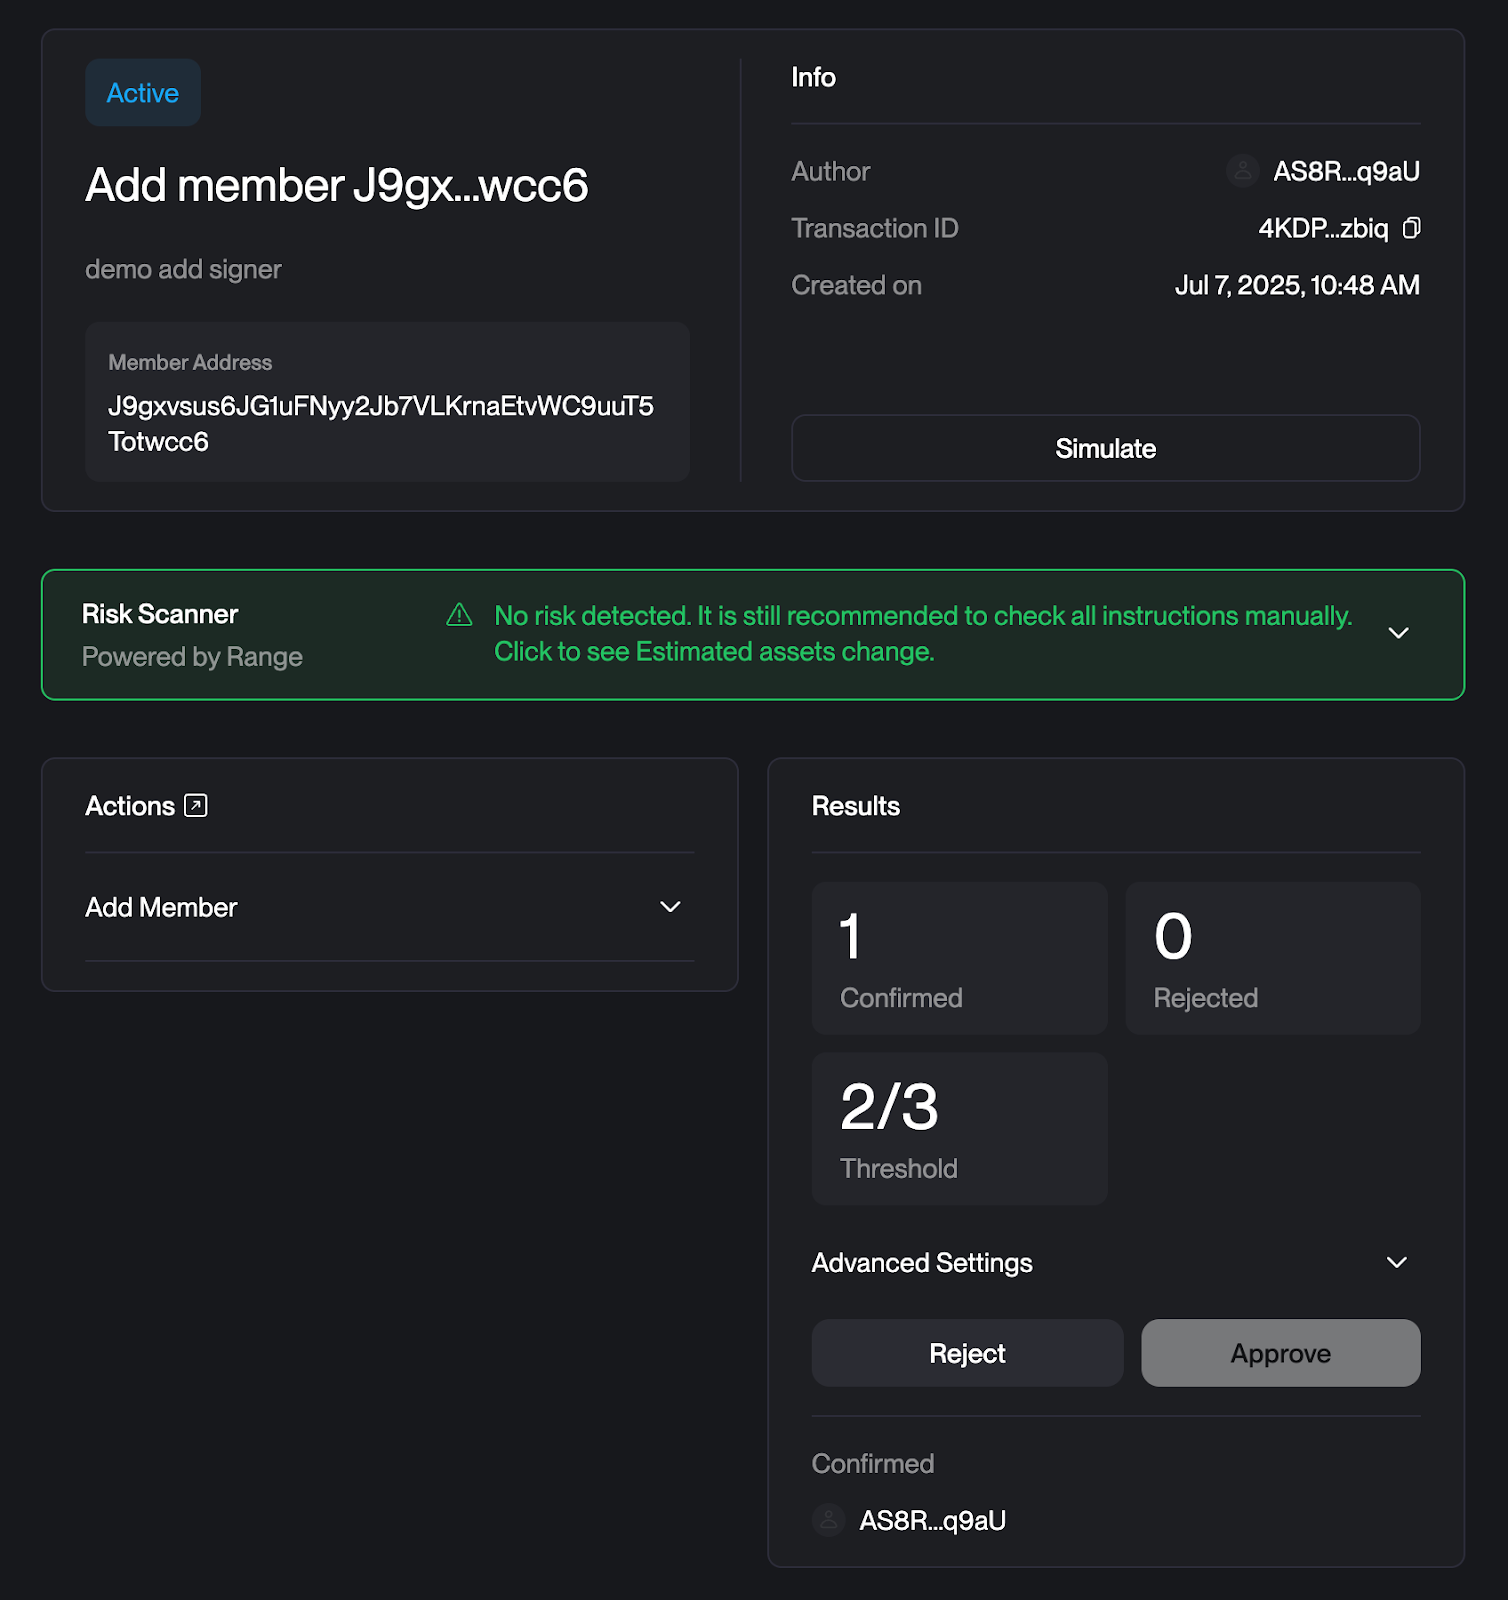 Active
Add member J9gx...wcc6
demo add signer
Member Address
J9gxvsus6JG1uFNyy2Jb7VLKrnaEtvWC9uuT5
Totwcc6
Info
Author AS8R...q9aU
Transaction ID 4KDP...zbiq
Created on Jul 7, 2025, 10:48 AM
Simulate
Risk Scanner
Powered by Range
No risk detected. It is still recommended to check all instructions manually.
Click to see Estimated assets change.
Actions
Add Member
Results
1
Confirmed
0
Rejected
2/3
Threshold
Advanced Settings
Reject
Approve
Confirmed
AS8R...q9aU